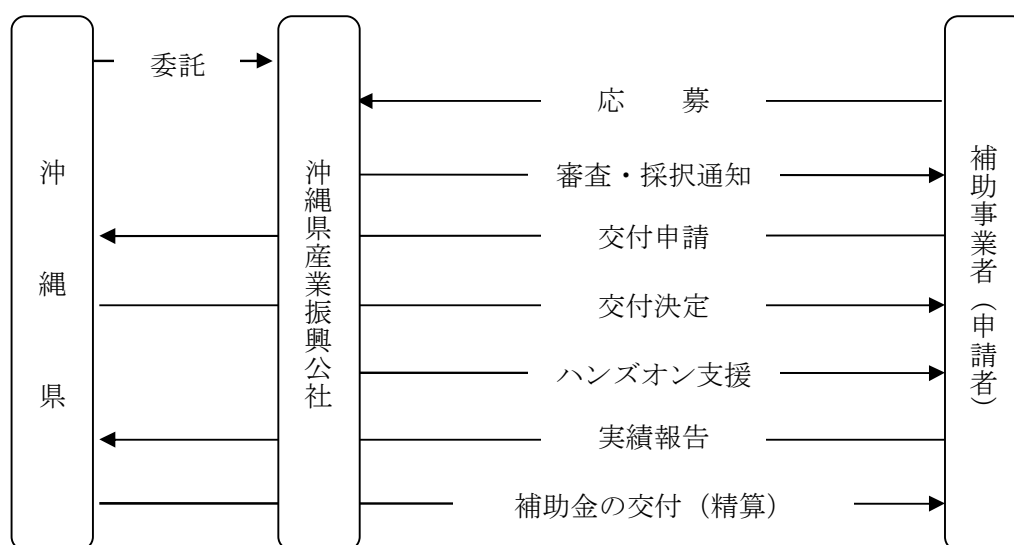 沖縄県
委託
沖縄県産業振興公社
応　　募
審査・採択通知
交付申請
交付決定
ハンズオン支援
実績報告
補助金の交付（精算）
補助事業者（申請者）